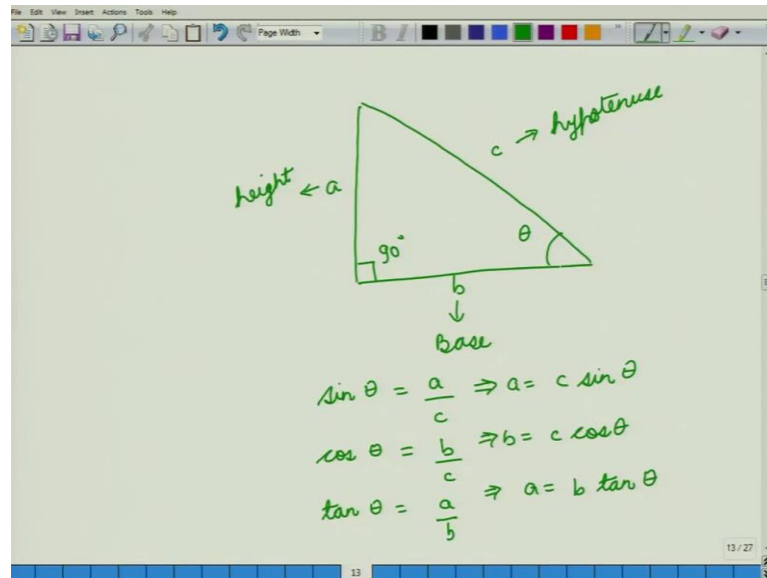 File Edit View Insert Actions Tools Help
Page Width
B I
c → hypotenuse
height ← a
θ
90°
b
↓
Base
sin θ = a/c ⇒ a = c sin θ
cos θ = b/c ⇒ b = c cos θ
tan θ = a/b ⇒ a = b tan θ
13 / 27
13